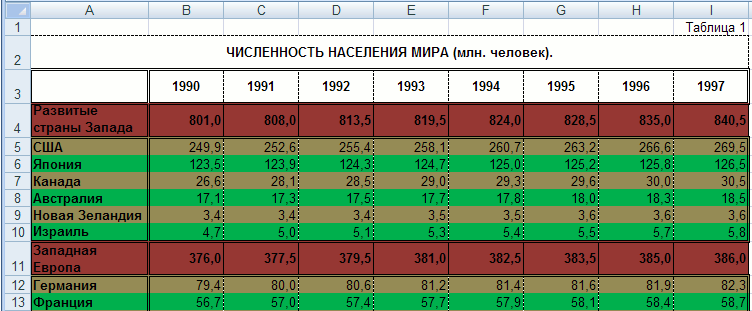 A B C D E F G H I
1 Таблица 1
2 ЧИСЛЕННОСТЬ НАСЕЛЕНИЯ МИРА (млн. человек).
3 1990 1991 1992 1993 1994 1995 1996 1997
4 Развитые страны Запада 801,0 808,0 813,5 819,5 824,0 828,5 835,0 840,5
5 США 249,9 252,6 255,4 258,1 260,7 263,2 266,6 269,5
6 Япония 123,5 123,9 124,3 124,7 125,0 125,2 125,8 126,5
7 Канада 26,6 28,1 28,5 29,0 29,3 29,6 30,0 30,5
8 Австралия 17,1 17,3 17,5 17,7 17,8 18,0 18,3 18,5
9 Новая Зеландия 3,4 3,4 3,4 3,5 3,5 3,6 3,6 3,6
10 Израиль 4,7 5,0 5,1 5,3 5,4 5,5 5,7 5,8
11 Западная Европа 376,0 377,5 379,5 381,0 382,5 383,5 385,0 386,0
12 Германия 79,4 80,0 80,6 81,2 81,4 81,6 81,9 82,3
13 Франция 56,7 57,0 57,4 57,7 57,9 58,1 58,4 58,7